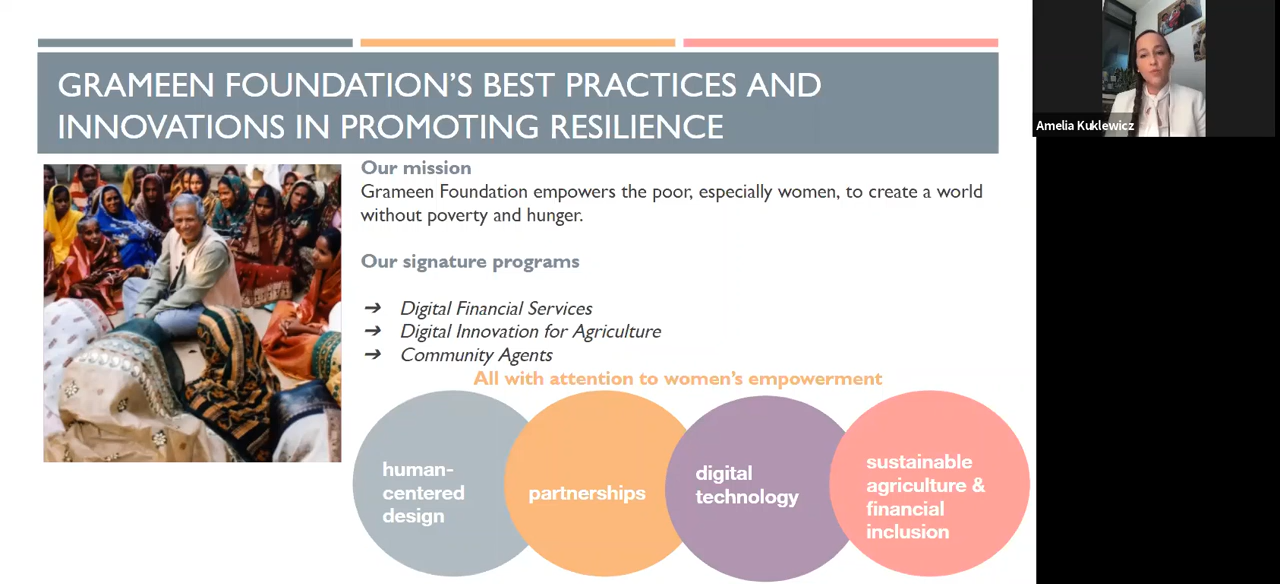 GRAMEEN FOUNDATION'S BEST PRACTICES AND
INNOVATIONS IN PROMOTING RESILIENCE
Amelia Kuklewicz
Our mission
Grameen Foundation empowers the poor, especially women, to create a world
without poverty and hunger.
Our signature programs
➔ Digital Financial Services
➔ Digital Innovation for Agriculture
➔ Community Agents
All with attention to women's empowerment
human-
centered
design
partnerships
digital
technology
sustainable
agriculture &
financial
inclusion